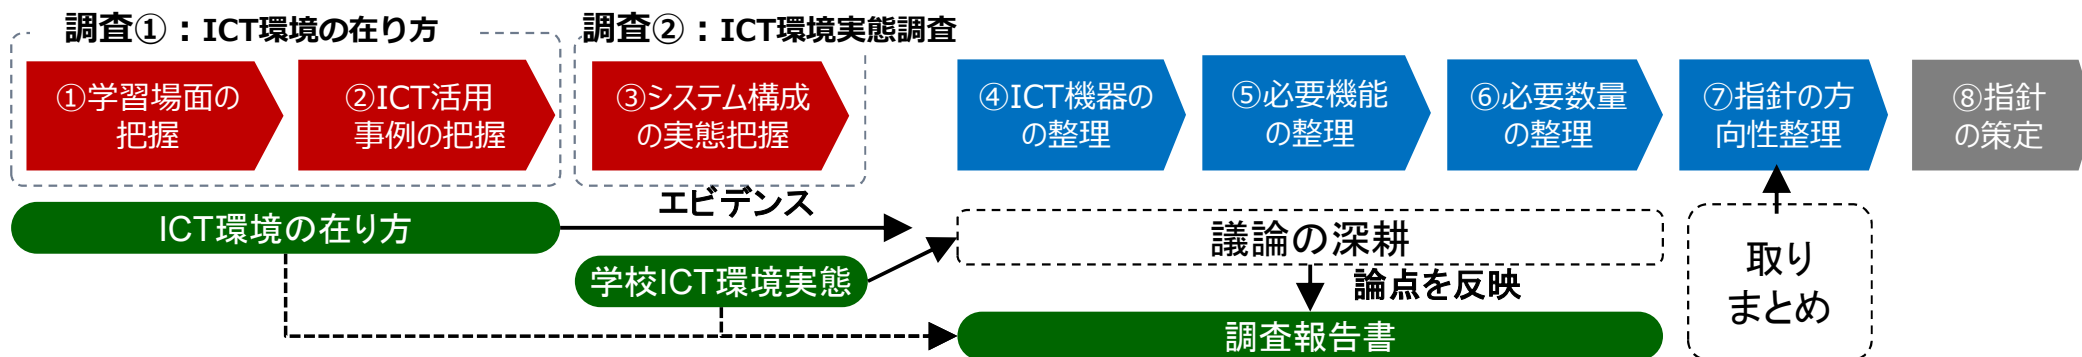 調査①：ICT環境の在り方
調査②：ICT環境実態調査
①学習場面の
把握
②ICT活用
事例の把握
③システム構成
の実態把握
④ICT機器の
の整理
⑤必要機能
の整理
⑥必要数量
の整理
⑦指針の方
向性整理
⑧指針
の策定
エビデンス
ICT環境の在り方
議論の深耕
学校ICT環境実態
論点を反映
取り
まとめ
調査報告書